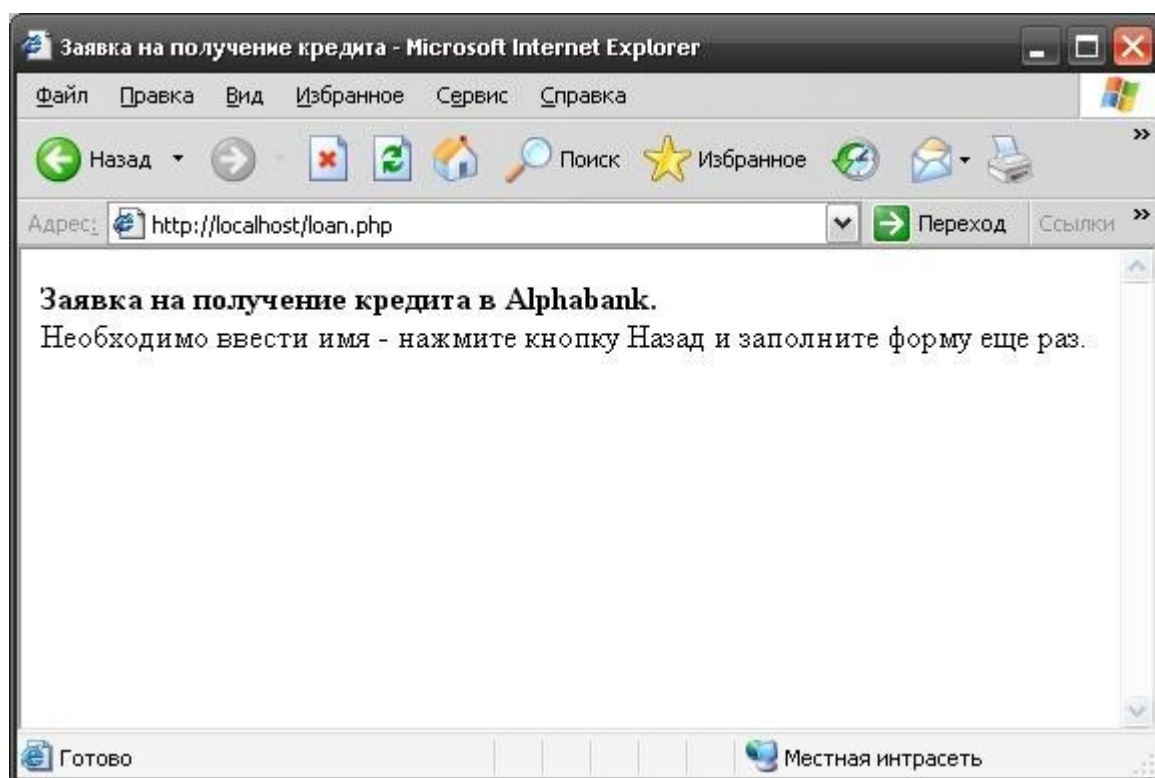 Заявка на получение кредита - Microsoft Internet Explorer
Файл Правка Вид Избранное Сервис Справка
Назад Поиск Избранное »
Адрес: http://localhost/loan.php Переход Ссылки »
Заявка на получение кредита в Alphabank.
Необходимо ввести имя - нажмите кнопку Назад и заполните форму еще раз.
Готово Местная интрасеть